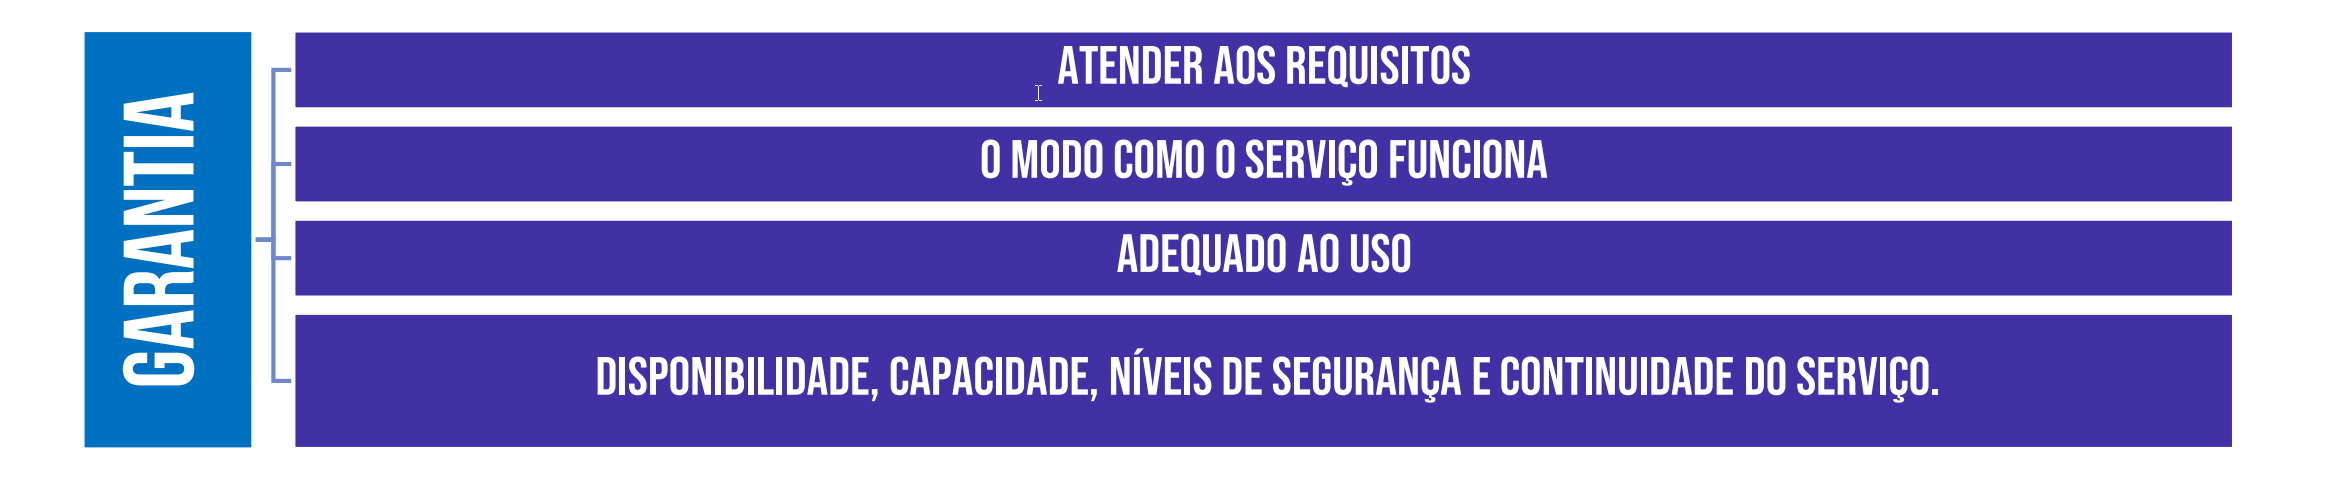 GARANTIA
ATENDER AOS REQUISITOS
O MODO COMO O SERVIÇO FUNCIONA
ADEQUADO AO USO
DISPONIBILIDADE, CAPACIDADE, NÍVEIS DE SEGURANÇA E CONTINUIDADE DO SERVIÇO.